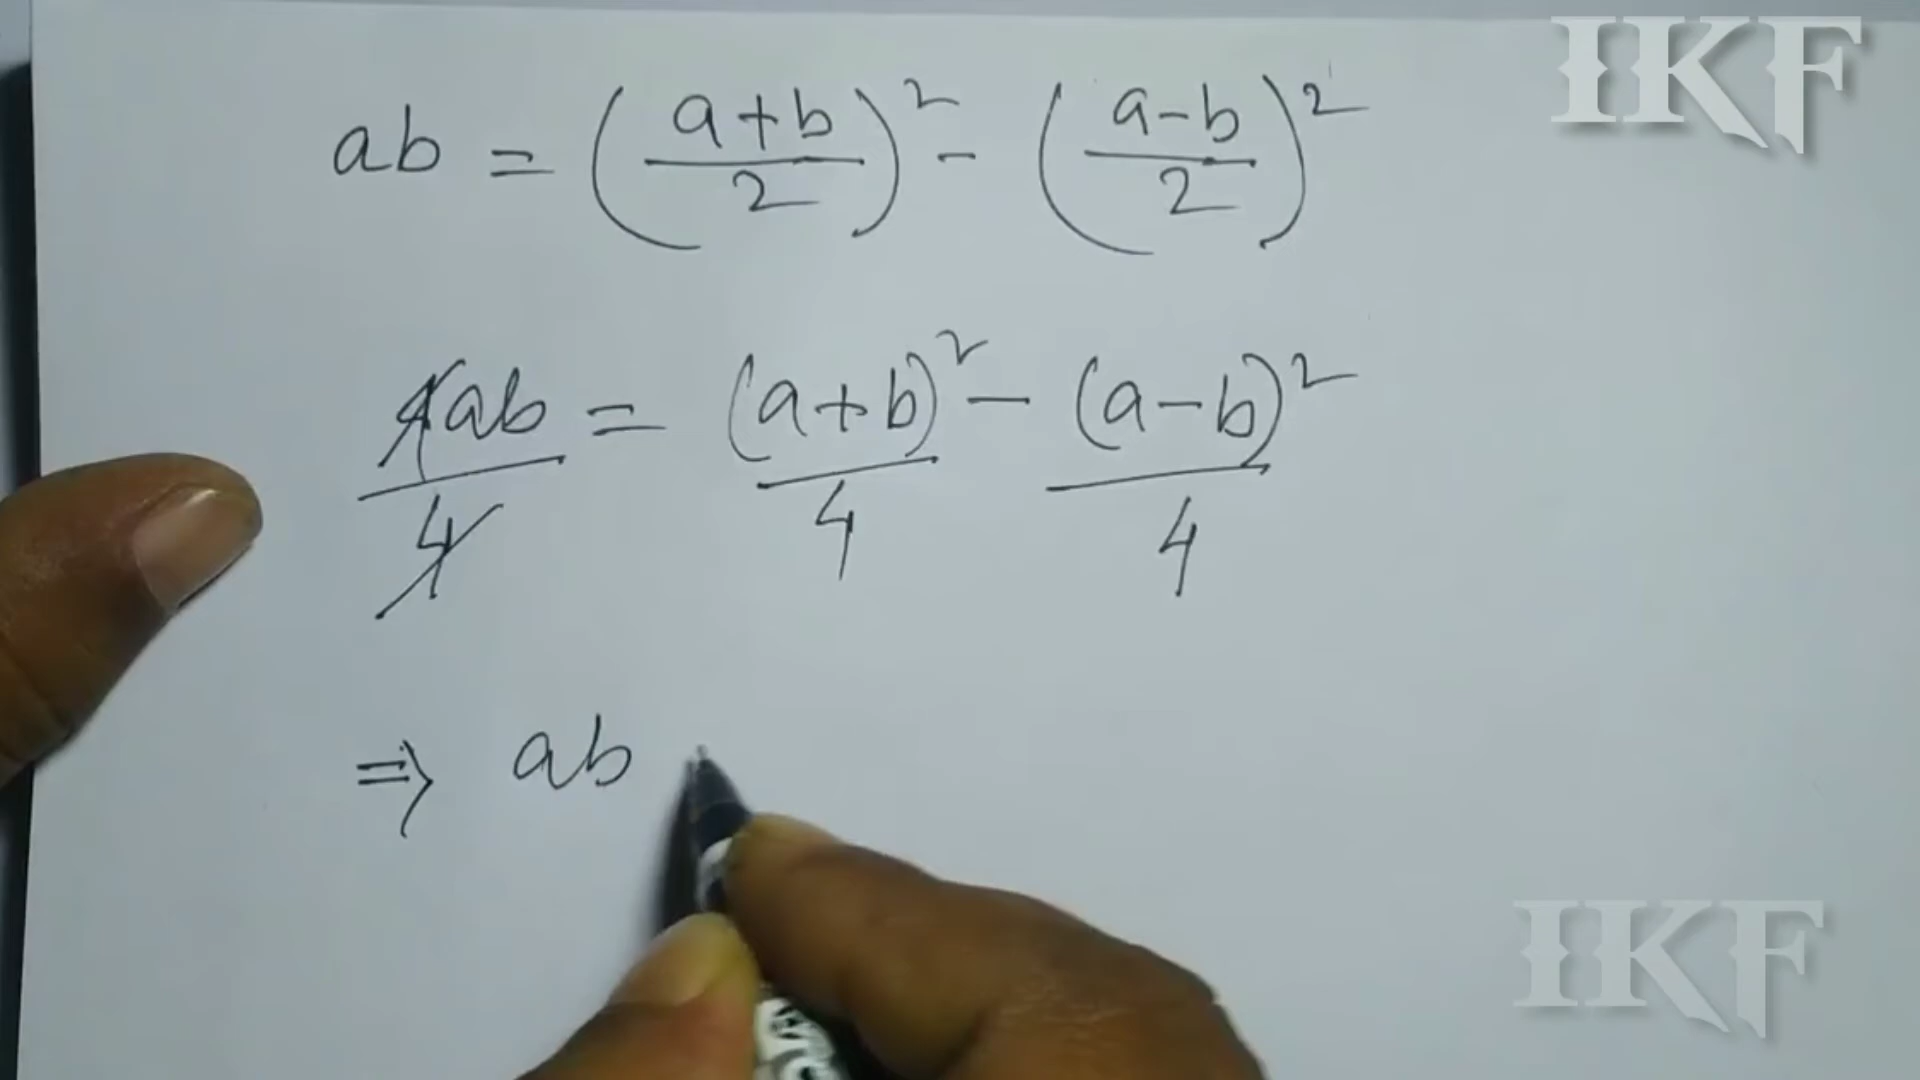 IKF
ab = (a+b/2)² - (a-b/2)²
4ab/4 = (a+b)²/4 - (a-b)²/4
⇒ ab
IKF